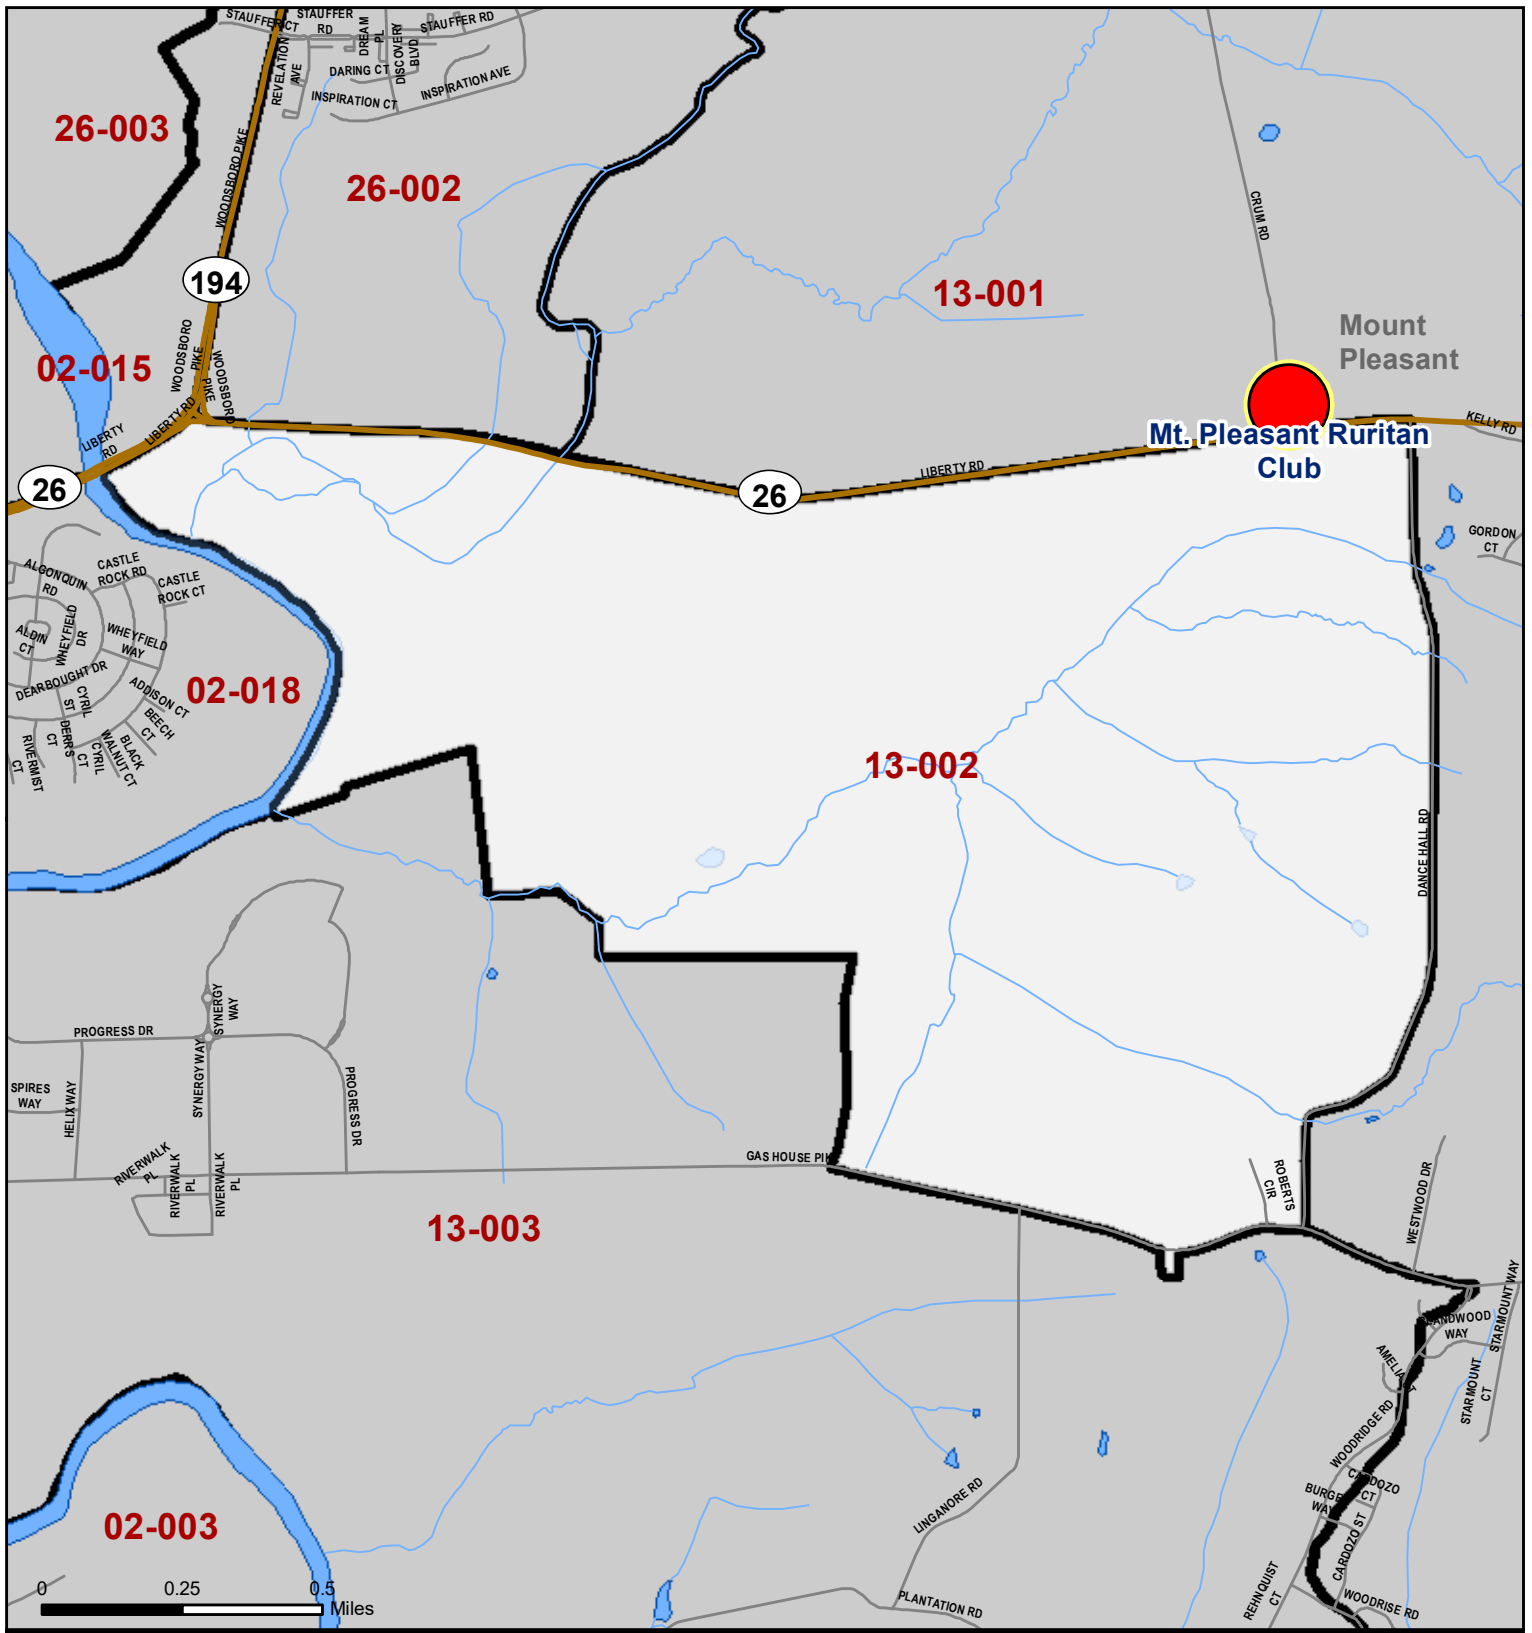 STAUFFER CT
STAUFFER
RD
STAUFFER RD
DREAM
PL
DISCOVERY
BLVD
REVELATION
AVE
DARING CT
INSPIRATION CT
INSPIRATION AVE
26-003
WOODSBORO PIKE
26-002
CRUM RD
194
13-001
Mount
Pleasant
WOODSBORO
PIKE
WOODSBORO
PIKE
02-015
LIBERTY
RD
LIBERTY RD
KELLY RD
Mt. Pleasant Ruritan
Club
26
26
LIBERTY RD
GORDON
CT
ALGONQUIN
RD
CASTLE
ROCK RD
CASTLE
ROCK CT
ALDIN
CT
WHEYFIELD
DR
WHEYFIELD
WAY
DEARBOUGHT DR
ADDISON CT
02-018
CYRIL
ST
BEECH
CT
DERRS
CT
BLACK
WALNUT CT
CYRIL
CT
RIVERMIST
CT
CT
13-002
DANCE HALL RD
SYNERGY
WAY
PROGRESS DR
SYNERGY WAY
PROGRESS DR
SPIRES
WAY
HELIX WAY
RIVERWALK
PL
RIVERWALK
PL
RIVERWALK
PL
GAS HOUSE PIK
ROBERTS
CIR
WESTWOOD DR
13-003
STARMOUNT WAY
LANDWOOD
WAY
AMELIA CT
STARMOUNT
CT
WOODRIDGE RD
CARDOZO
CT
BURGE
WAY
CARDOZO ST
LINGANORE RD
02-003
REHNQUIST
CT
WOODRISE RD
PLANTATION RD
0 0.25 0.5
Miles